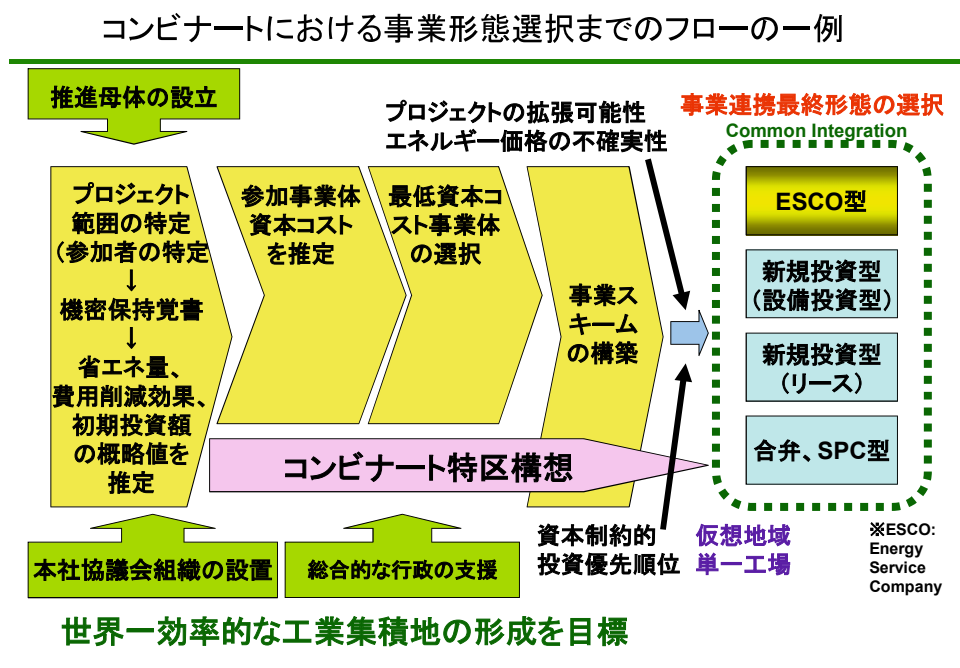 コンビナートにおける事業形態選択までのフローの一例
推進母体の設立
プロジェクトの拡張可能性
エネルギー価格の不確実性
事業連携最終形態の選択
Common Integration
プロジェクト
範囲の特定
(参加者の特定
↓
機密保持覚書
↓
省エネ量、
費用削減効果、
初期投資額
の概略値を
推定
参加事業体
資本コスト
を推定
最低資本コ
スト事業体
の選択
事業ス
キーム
の構築
ESCO型
新規投資型
(設備投資型)
新規投資型
(リース)
合弁、SPC型
コンビナート特区構想
本社協議会組織の設置
総合的な行政の支援
資本制約的
投資優先順位
仮想地域
単一工場
※ESCO:
Energy
Service
Company
世界一効率的な工業集積地の形成を目標